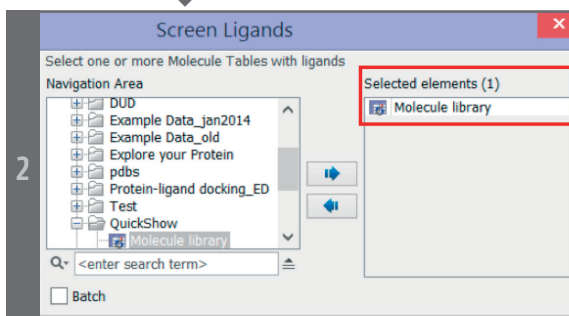 2
Screen Ligands
Select one or more Molecule Tables with ligands
Navigation Area
DUD
Example Data_jan2014
Example Data_old
Explore your Protein
pdbs
Protein-ligand docking_ED
Test
QuickShow
Molecule library
<enter search term>
Batch
Selected elements (1)
Molecule library